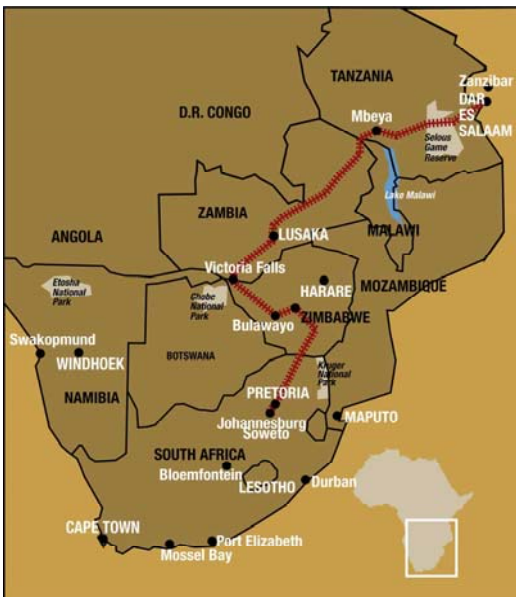 TANZANIA
Zanzibar
DAR
ES
SALAAM
D.R. CONGO
Mbeya
Selous
Game
Reserve
Lake Malawi
ZAMBIA
LUSAKA
MALAWI
ANGOLA
Victoria Falls
MOZAMBIQUE
Etosha
National
Park
Chobe
National
Park
HARARE
Bulawayo
ZIMBABWE
Swakopmund
WINDHOEK
BOTSWANA
Kruger
National
Park
NAMIBIA
PRETORIA
Johannesburg
Soweto
MAPUTO
SOUTH AFRICA
Bloemfontein
LESOTHO
Durban
CAPE TOWN
Port Elizabeth
Mossel Bay